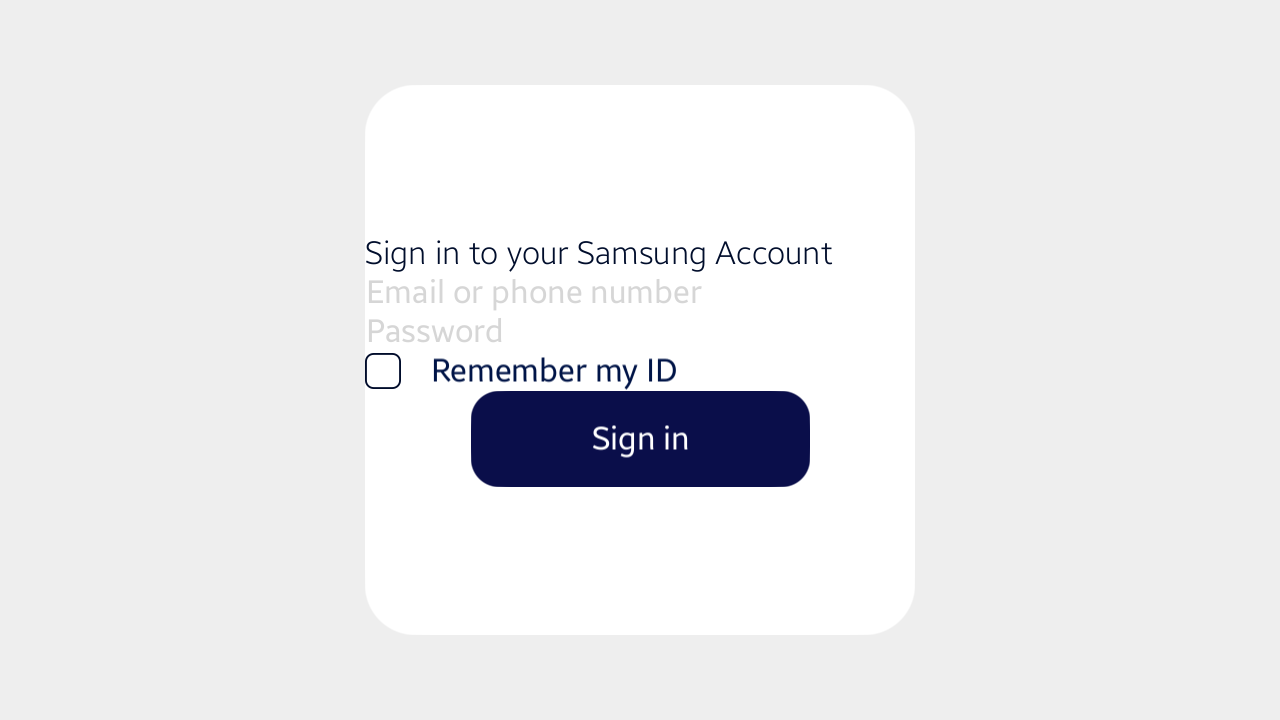 Sign in to your Samsung Account
Email or phone number
Password
Remember my ID
Sign in